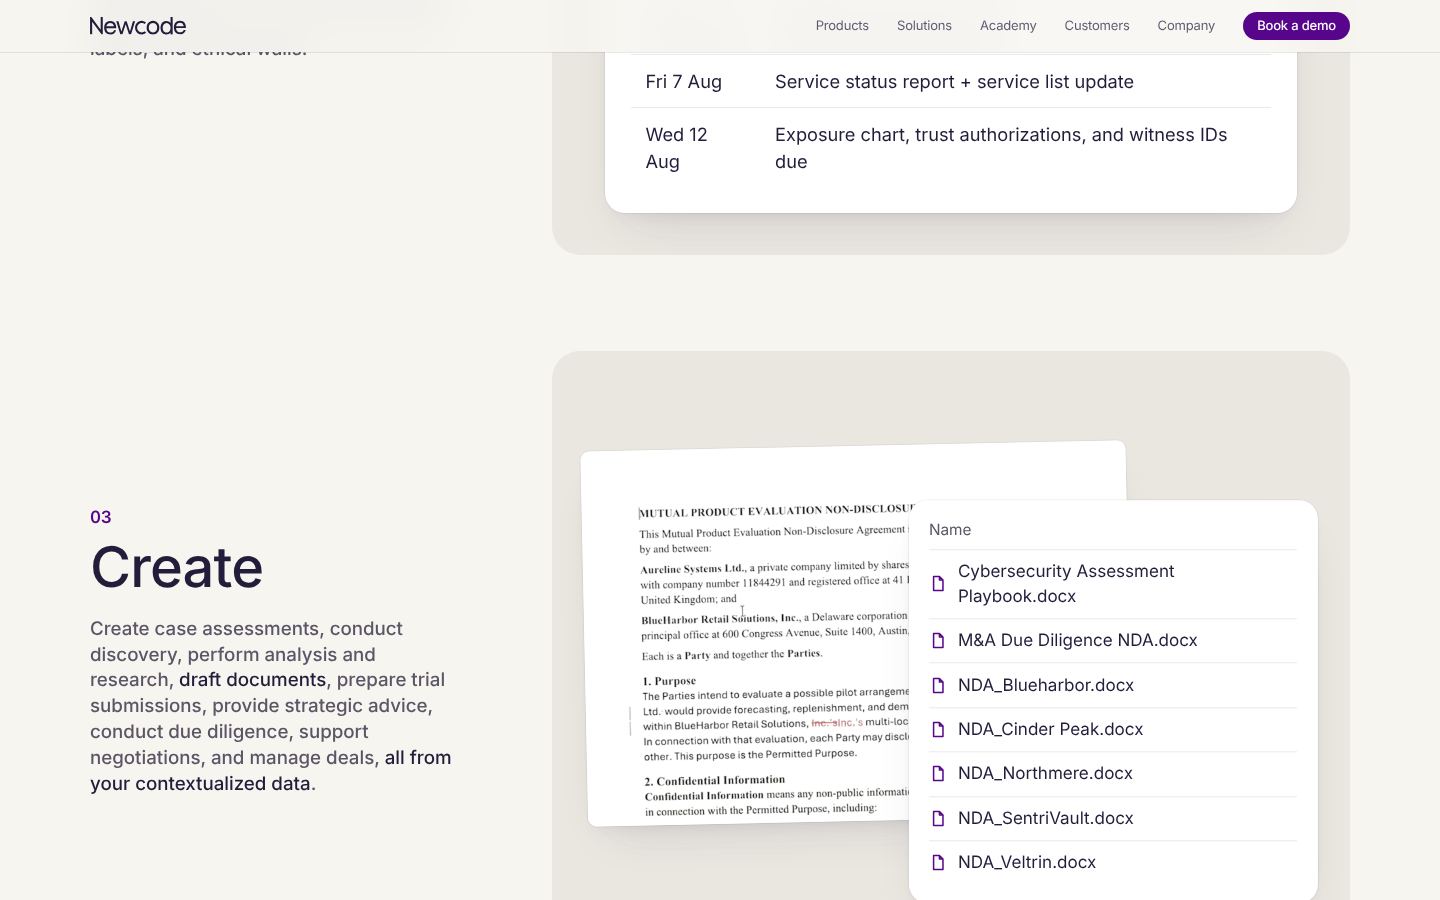 Newcode
Products
Solutions
Academy
Customers
Company
Book a demo
labels, and ethical walls.
Fri 7 Aug
Service status report + service list update
Wed 12
Aug
Exposure chart, trust authorizations, and witness IDs
due
03
Create
Create case assessments, conduct
discovery, perform analysis and
research, draft documents, prepare trial
submissions, provide strategic advice,
conduct due diligence, support
negotiations, and manage deals, all from
your contextualized data.
MUTUAL PRODUCT EVALUATION NON-DISCLOSU
This Mutual Product Evaluation Non-Disclosure Agreement
by and between:
Aureline Systems Ltd., a private company limited by shares
with company number 11844291 and registered office at 41
United Kingdom; and
BlueHarbor Retail Solutions, Inc., a Delaware corporation
principal office at 600 Congress Avenue, Suite 1400, Austin,
Each is a Party and together the Parties.
1. Purpose
The Parties intend to evaluate a possible pilot arrangeme
Ltd. would provide forecasting, replenishment, and dem
within BlueHarbor Retail Solutions, Inc.'sInc.'s multi-loc
In connection with that evaluation, each Party may discl
other. This purpose is the Permitted Purpose.
2. Confidential Information
Confidential Information means any non-public informati
in connection with the Permitted Purpose, including:
Name
Cybersecurity Assessment
Playbook.docx
M&A Due Diligence NDA.docx
NDA_Blueharbor.docx
NDA_Cinder Peak.docx
NDA_Northmere.docx
NDA_SentriVault.docx
NDA_Veltrin.docx